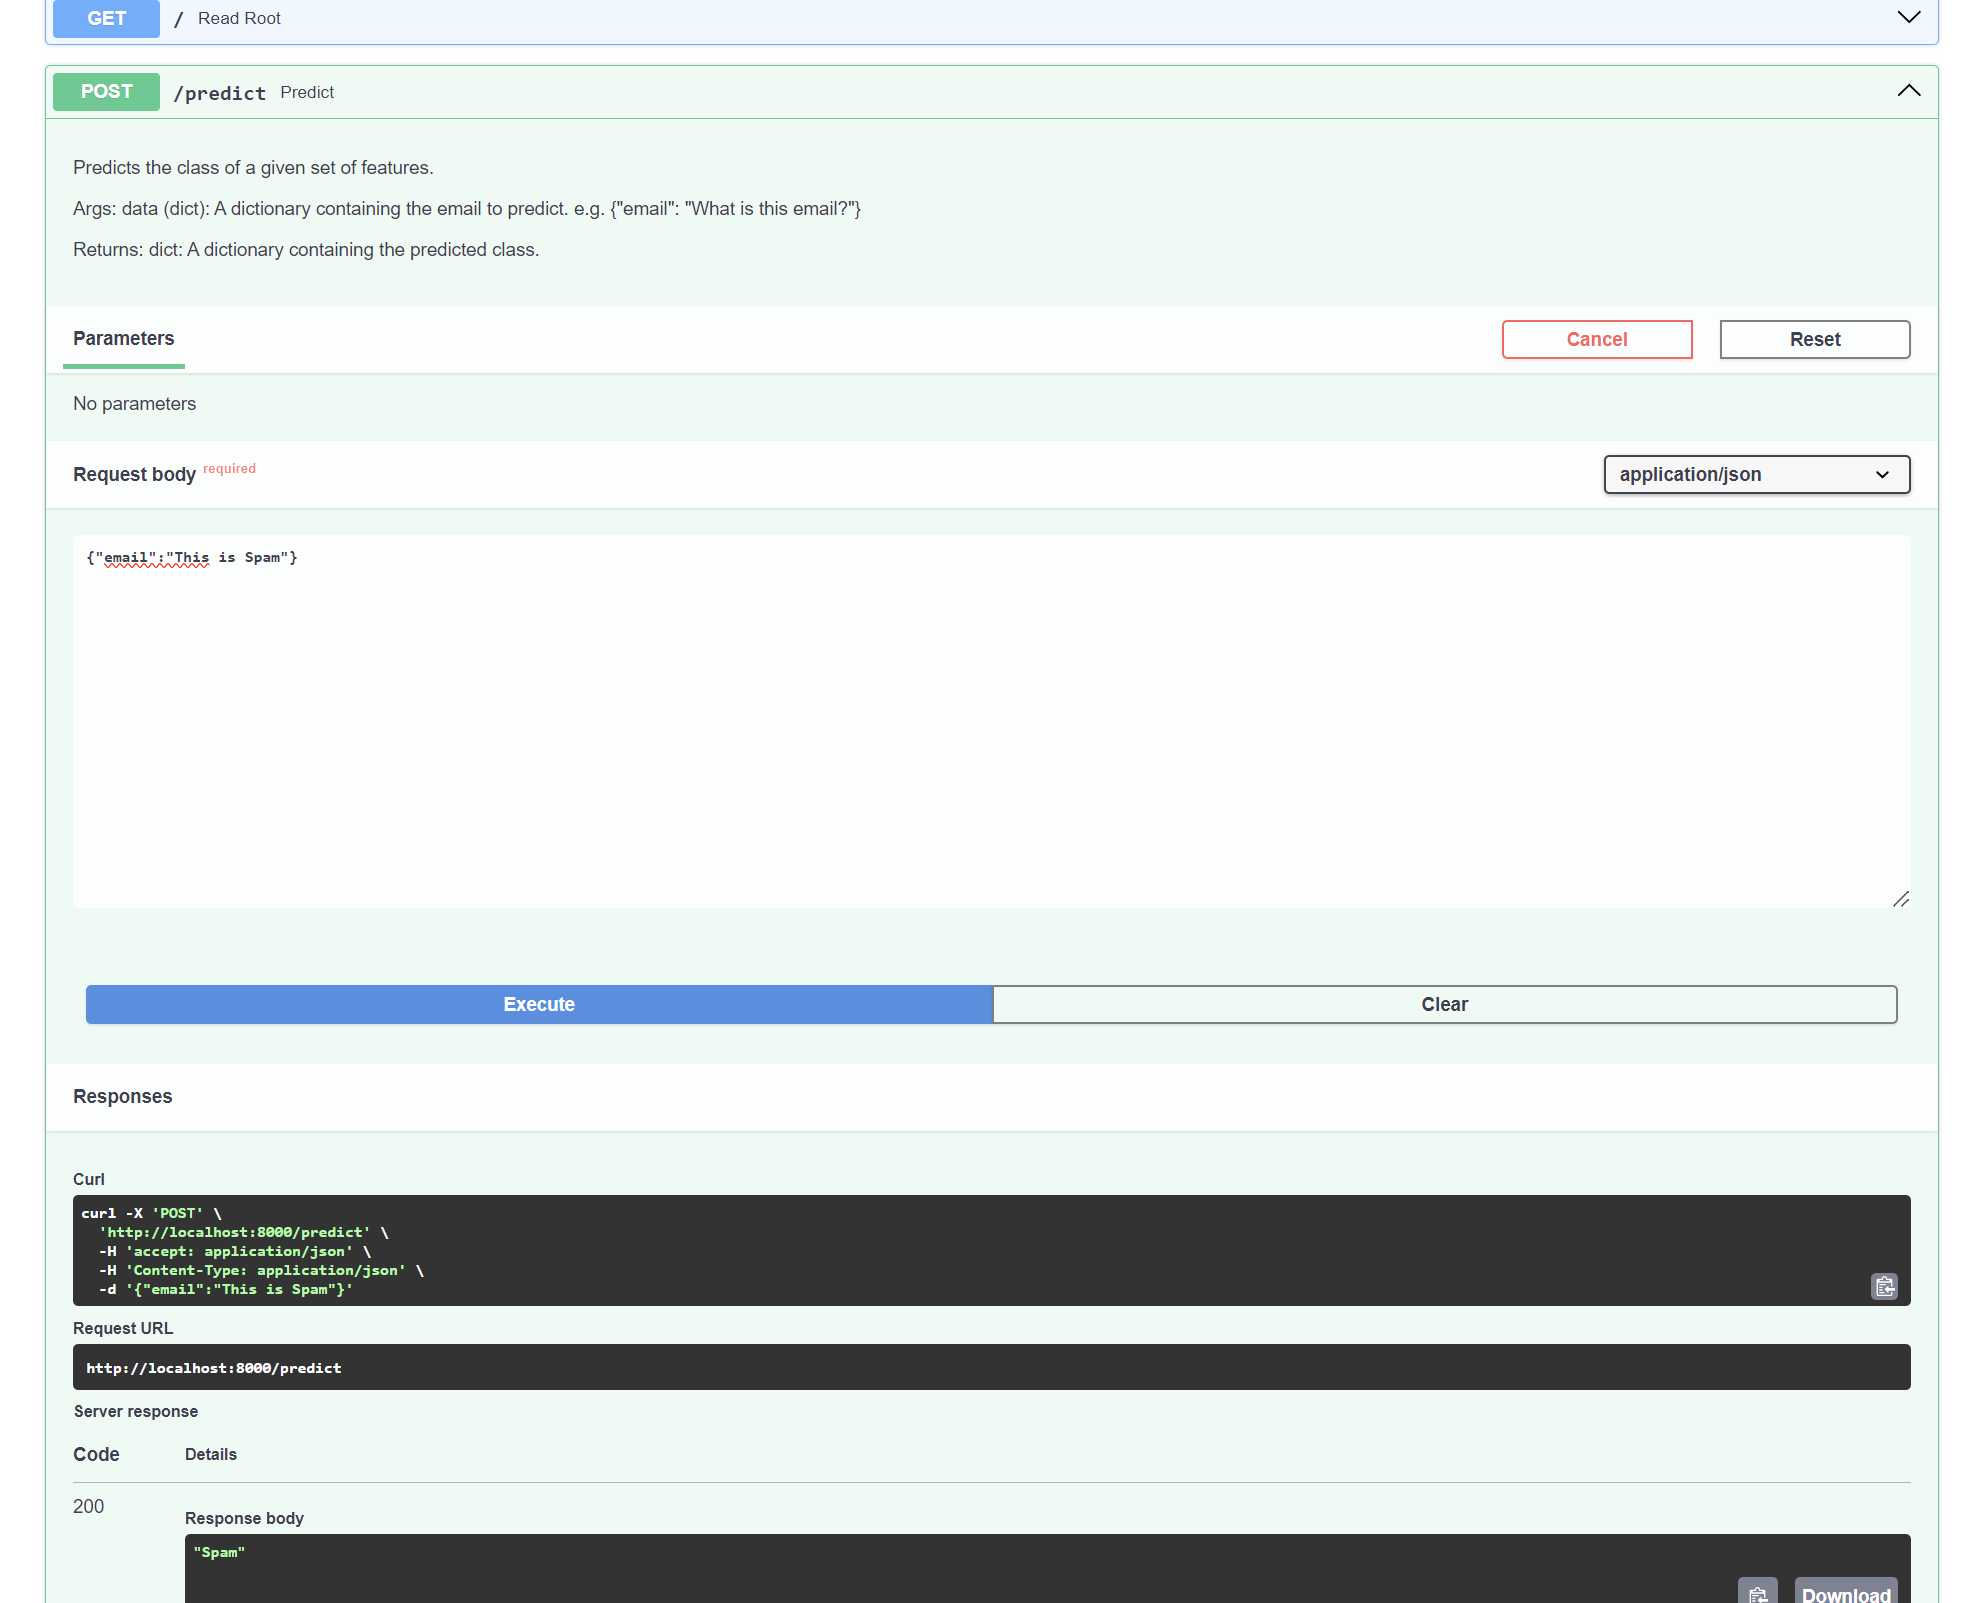 GET / Read Root
POST /predict Predict
Predicts the class of a given set of features.
Args: data (dict): A dictionary containing the email to predict. e.g. {"email": "What is this email?"}
Returns: dict: A dictionary containing the predicted class.
Parameters Cancel Reset
No parameters
Request body required application/json
{"email":"This is Spam"}
Execute Clear
Responses
Curl
curl -X 'POST' \
  'http://localhost:8000/predict' \
  -H 'accept: application/json' \
  -H 'Content-Type: application/json' \
  -d '{"email":"This is Spam"}'
Request URL
http://localhost:8000/predict
Server response
Code Details
200
Response body
"Spam"
Download